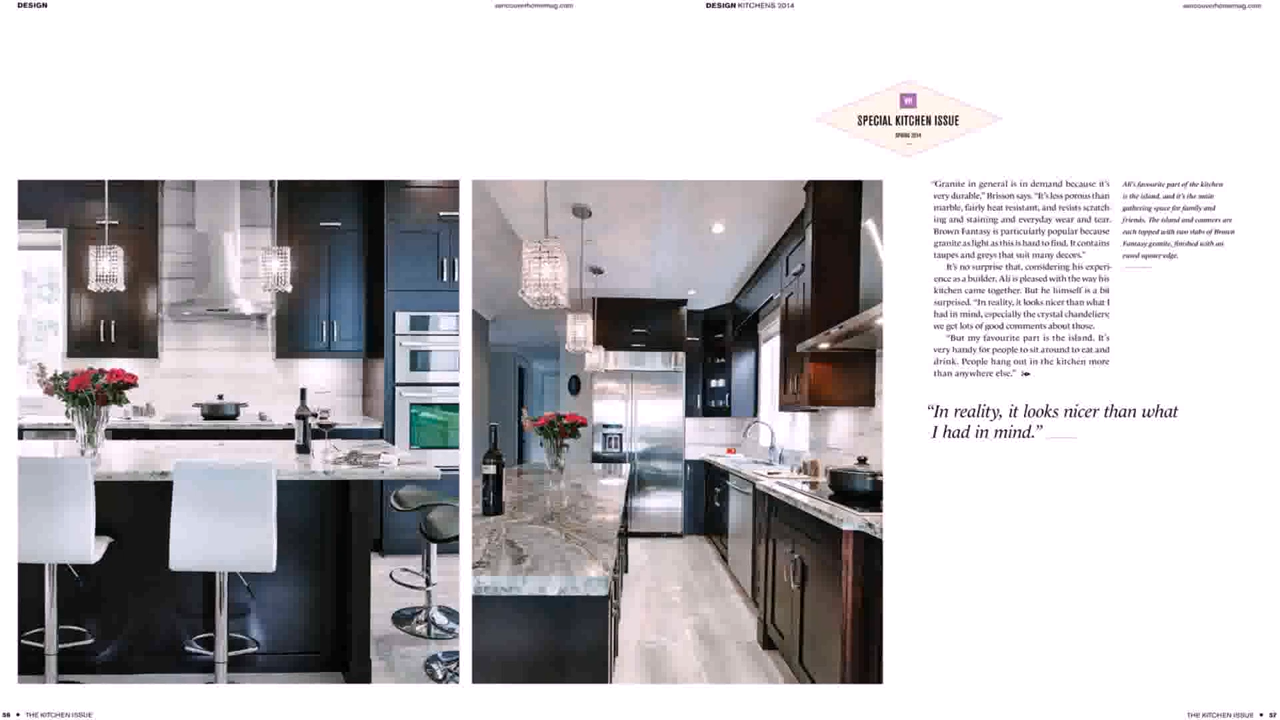 DESIGN
vancouverhomemag.com
DESIGN KITCHENS 2014
vancouverhomemag.com
VH
SPECIAL KITCHEN ISSUE
SPRING 2014
“Granite in general is in demand because it’s
very durable,” Brisson says. “It’s less porous than
marble, fairly heat resistant, and resists scratch-
ing and staining and everyday wear and tear.
Brown Fantasy is particularly popular because
granite as light as this is hard to find. It contains
taupes and greys that suit many decors.”
It’s no surprise that, considering his experi-
ence as a builder, Ali is pleased with the way his
kitchen came together. But he himself is a bit
surprised. “In reality, it looks nicer than what I
had in mind, especially the crystal chandeliers;
we get lots of good comments about those.
“But my favourite part is the island. It’s
very handy for people to sit around to eat and
drink. People hang out in the kitchen more
than anywhere else.”
Ali’s favourite part of the kitchen
is the island, and it’s the main
gathering space for family and
friends. The island and counters are
each topped with two slabs of Brown
Fantasy granite, finished with an
eased square edge.
“In reality, it looks nicer than what
I had in mind.”
56 • THE KITCHEN ISSUE
THE KITCHEN ISSUE • 57